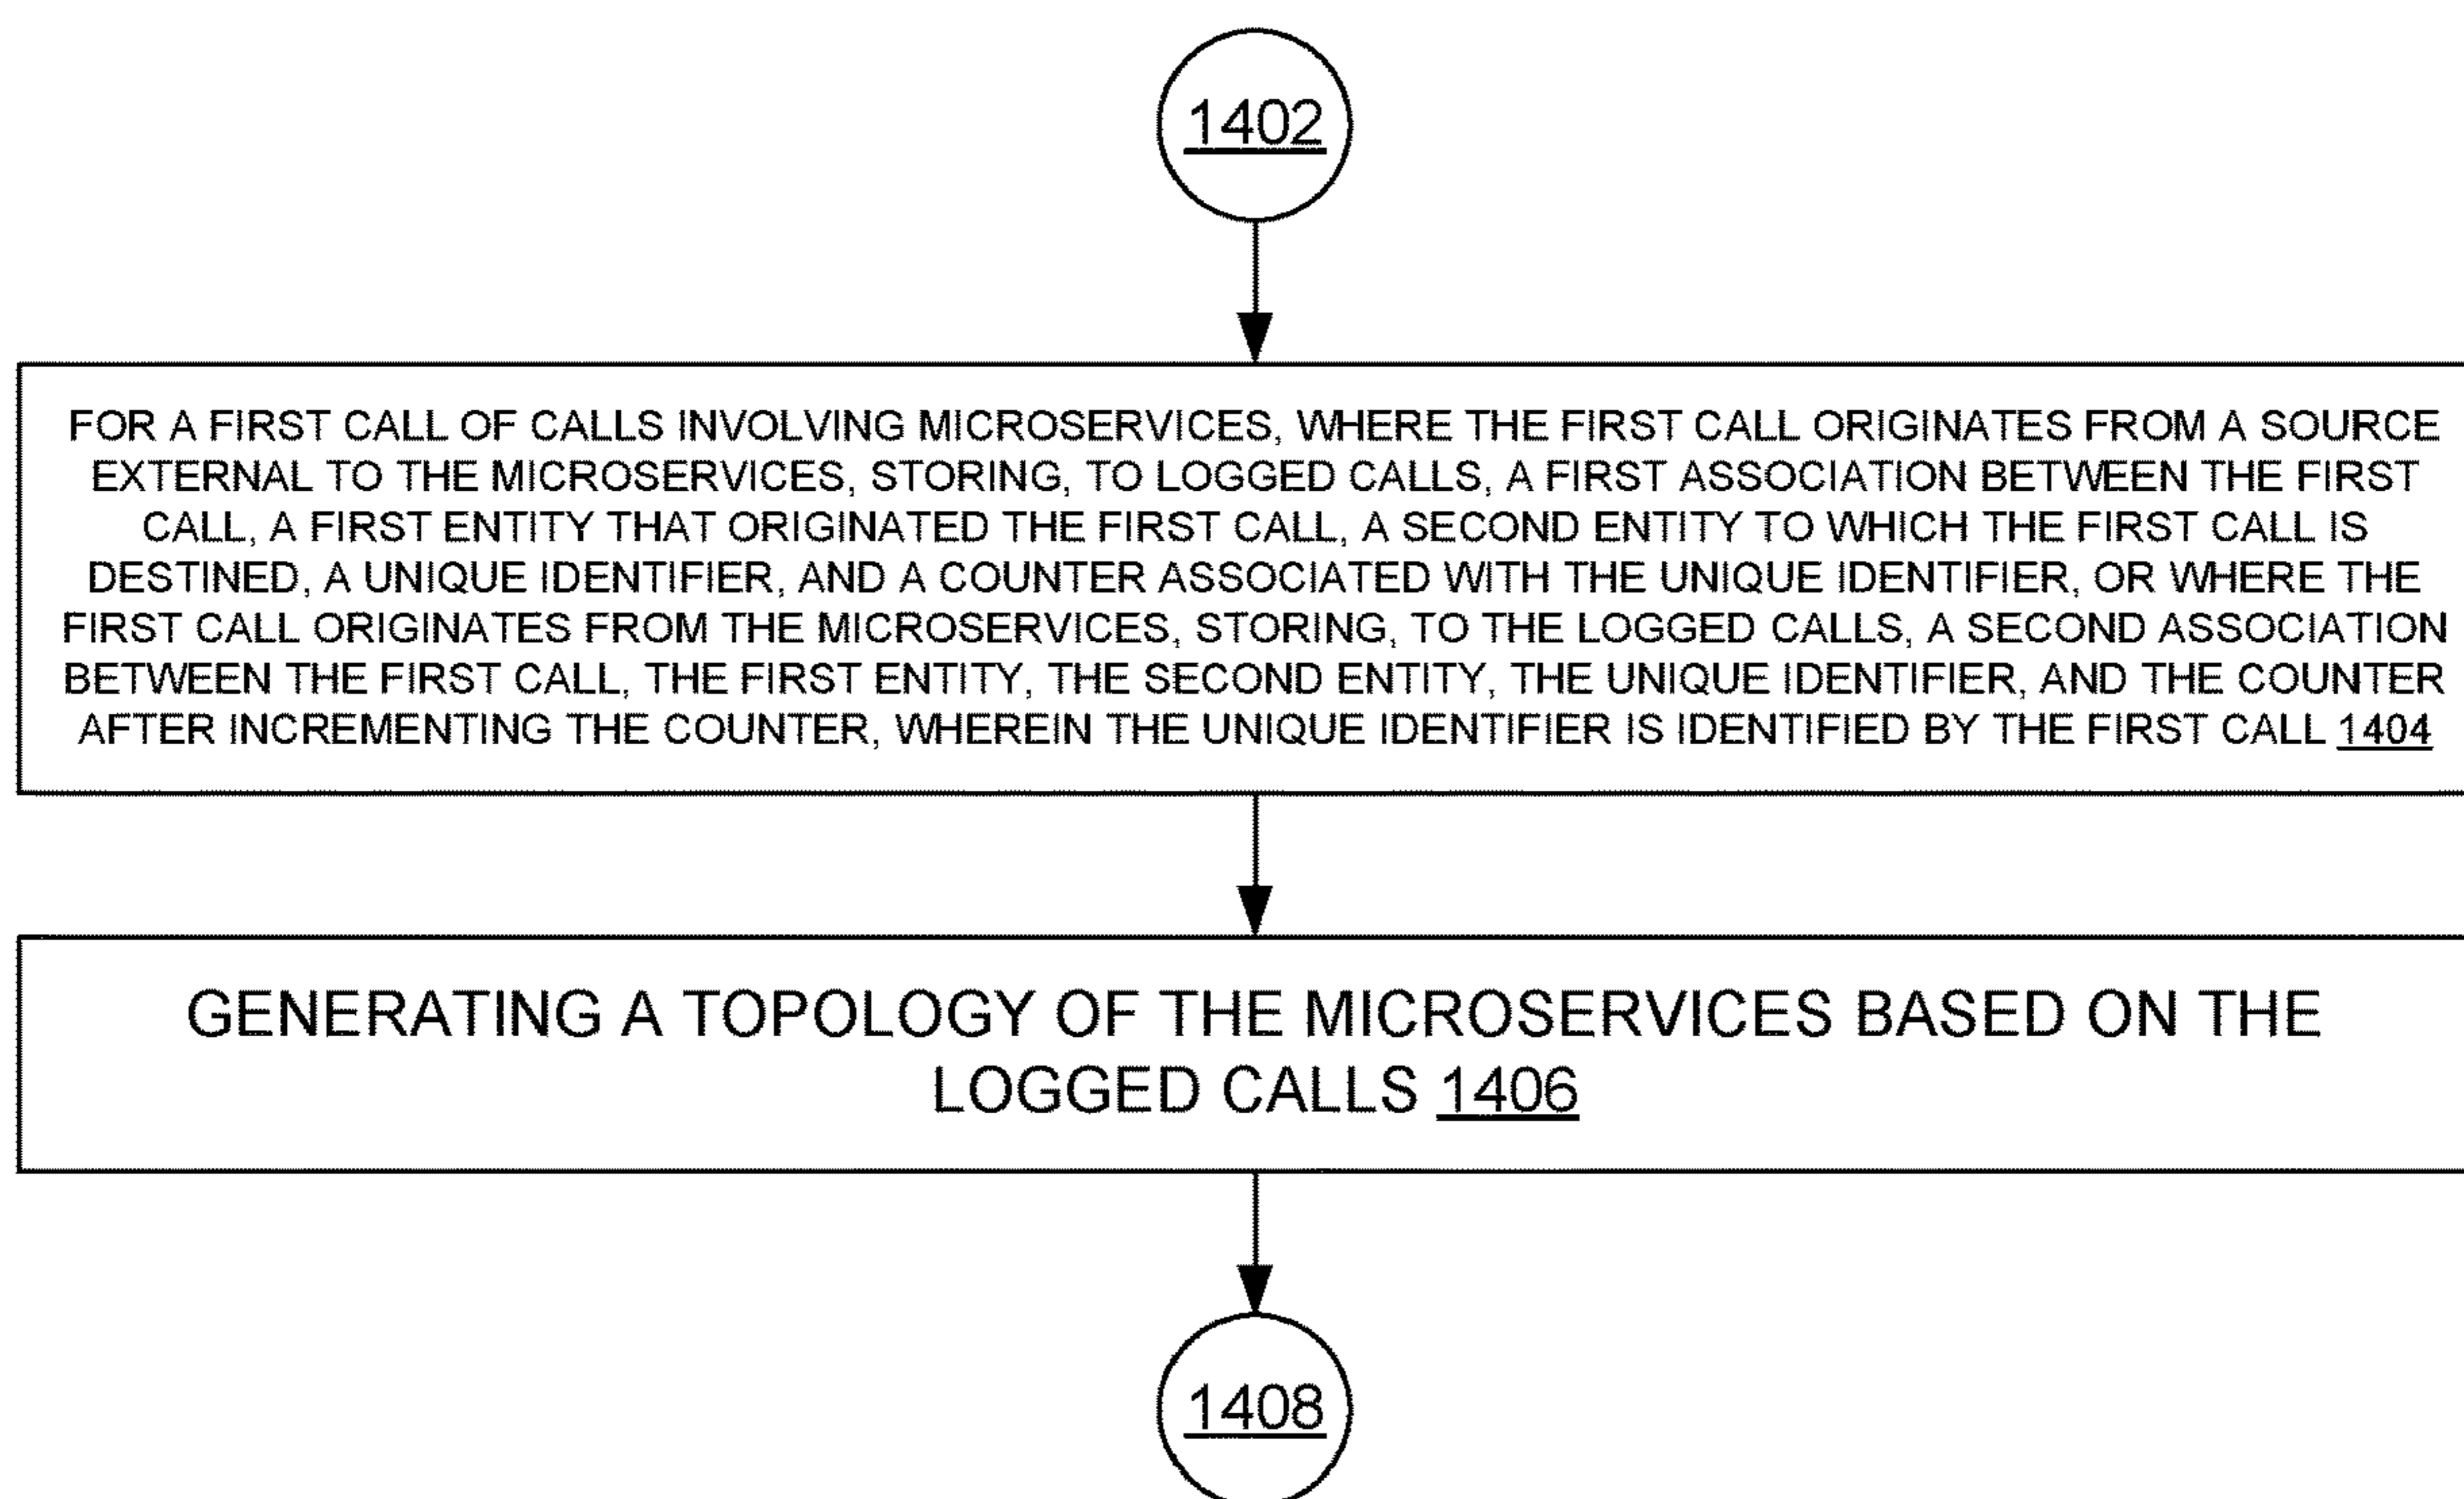 1402
FOR A FIRST CALL OF CALLS INVOLVING MICROSERVICES, WHERE THE FIRST CALL ORIGINATES FROM A SOURCE
EXTERNAL TO THE MICROSERVICES, STORING, TO LOGGED CALLS, A FIRST ASSOCIATION BETWEEN THE FIRST
CALL, A FIRST ENTITY THAT ORIGINATED THE FIRST CALL, A SECOND ENTITY TO WHICH THE FIRST CALL IS
DESTINED, A UNIQUE IDENTIFIER, AND A COUNTER ASSOCIATED WITH THE UNIQUE IDENTIFIER, OR WHERE THE
FIRST CALL ORIGINATES FROM THE MICROSERVICES, STORING, TO THE LOGGED CALLS, A SECOND ASSOCIATION
BETWEEN THE FIRST CALL, THE FIRST ENTITY, THE SECOND ENTITY, THE UNIQUE IDENTIFIER, AND THE COUNTER
AFTER INCREMENTING THE COUNTER, WHEREIN THE UNIQUE IDENTIFIER IS IDENTIFIED BY THE FIRST CALL 1404
GENERATING A TOPOLOGY OF THE MICROSERVICES BASED ON THE
LOGGED CALLS 1406
1408